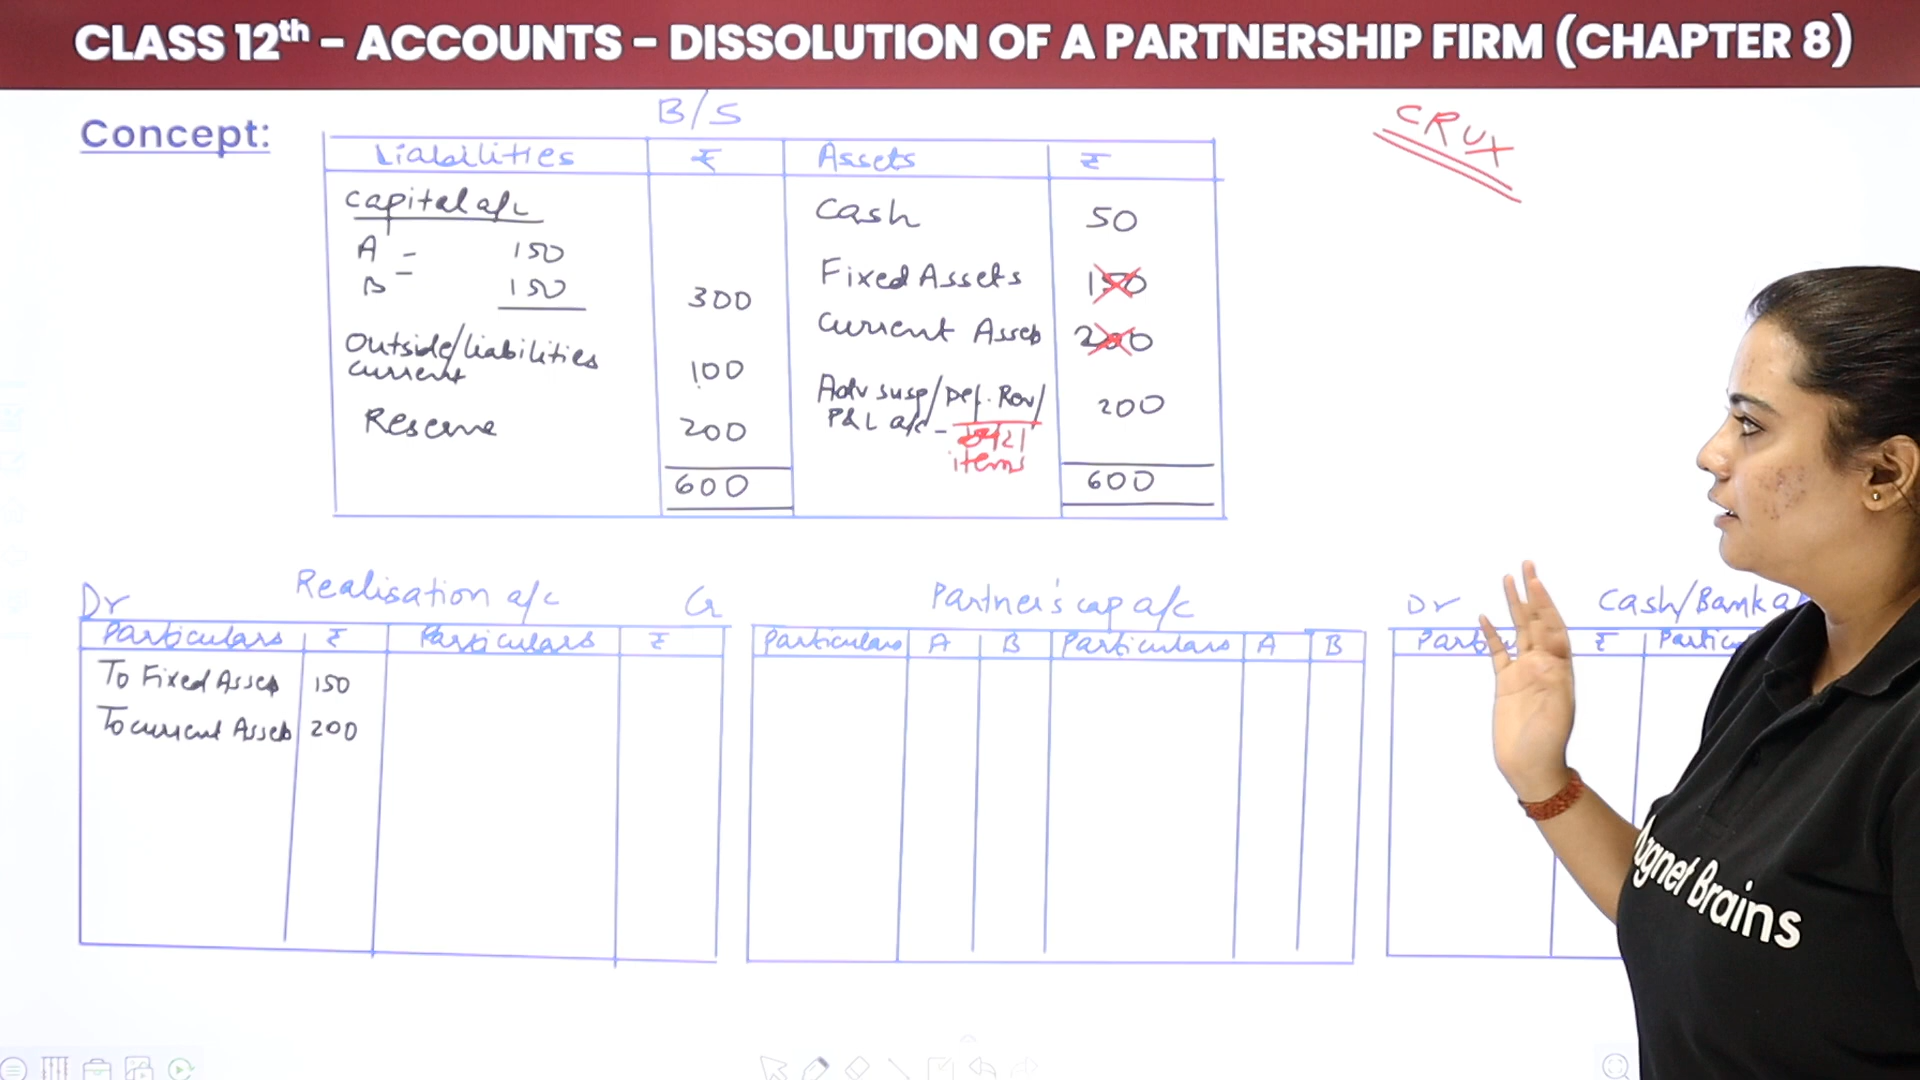 CLASS 12th - ACCOUNTS - DISSOLUTION OF A PARTNERSHIP FIRM (CHAPTER 8)
Concept:
B/S
CRUX
Liabilities ₹ Assets ₹
Capital a/c
Cash 50
A = 150
B 150 300
Fixed Assets 150
Current Assets 200
Outside/liabilities
current 100
Adv susp/Def. Rev/
P&L a/c - 200
items
Reserve 200
600 600
Dr Realisation a/c Cr
Particulars ₹ Particulars ₹
To Fixed Assets 150
To current Assets 200
Partner's cap a/c
Particulars A B Particulars A B
Dr Cash/Bank a/
Partic ₹ Partic
agnet Brains